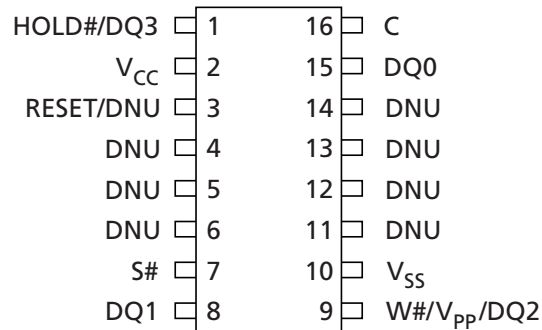 HOLD#/DQ3 1 16 C
VCC 2 15 DQ0
RESET/DNU 3 14 DNU
DNU 4 13 DNU
DNU 5 12 DNU
DNU 6 11 DNU
S# 7 10 VSS
DQ1 8 9 W#/VPP/DQ2